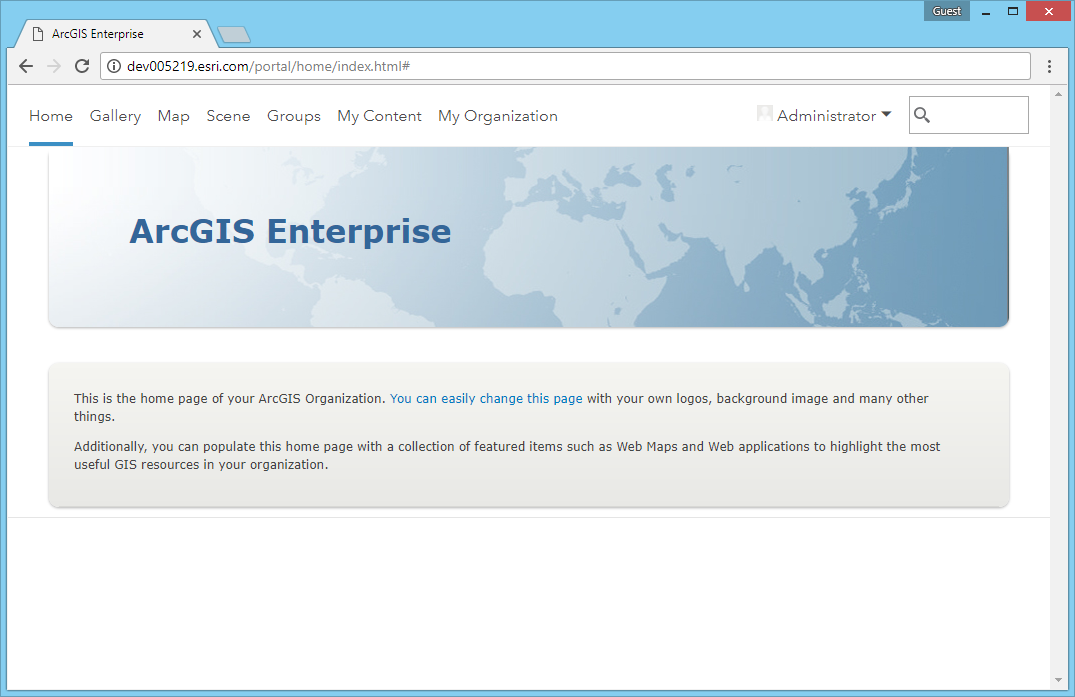 Guest
ArcGIS Enterprise
dev005219.esri.com/portal/home/index.html#
Home Gallery Map Scene Groups My Content My Organization Administrator
ArcGIS Enterprise
This is the home page of your ArcGIS Organization. You can easily change this page with your own logos, background image and many other
things.
Additionally, you can populate this home page with a collection of featured items such as Web Maps and Web applications to highlight the most
useful GIS resources in your organization.